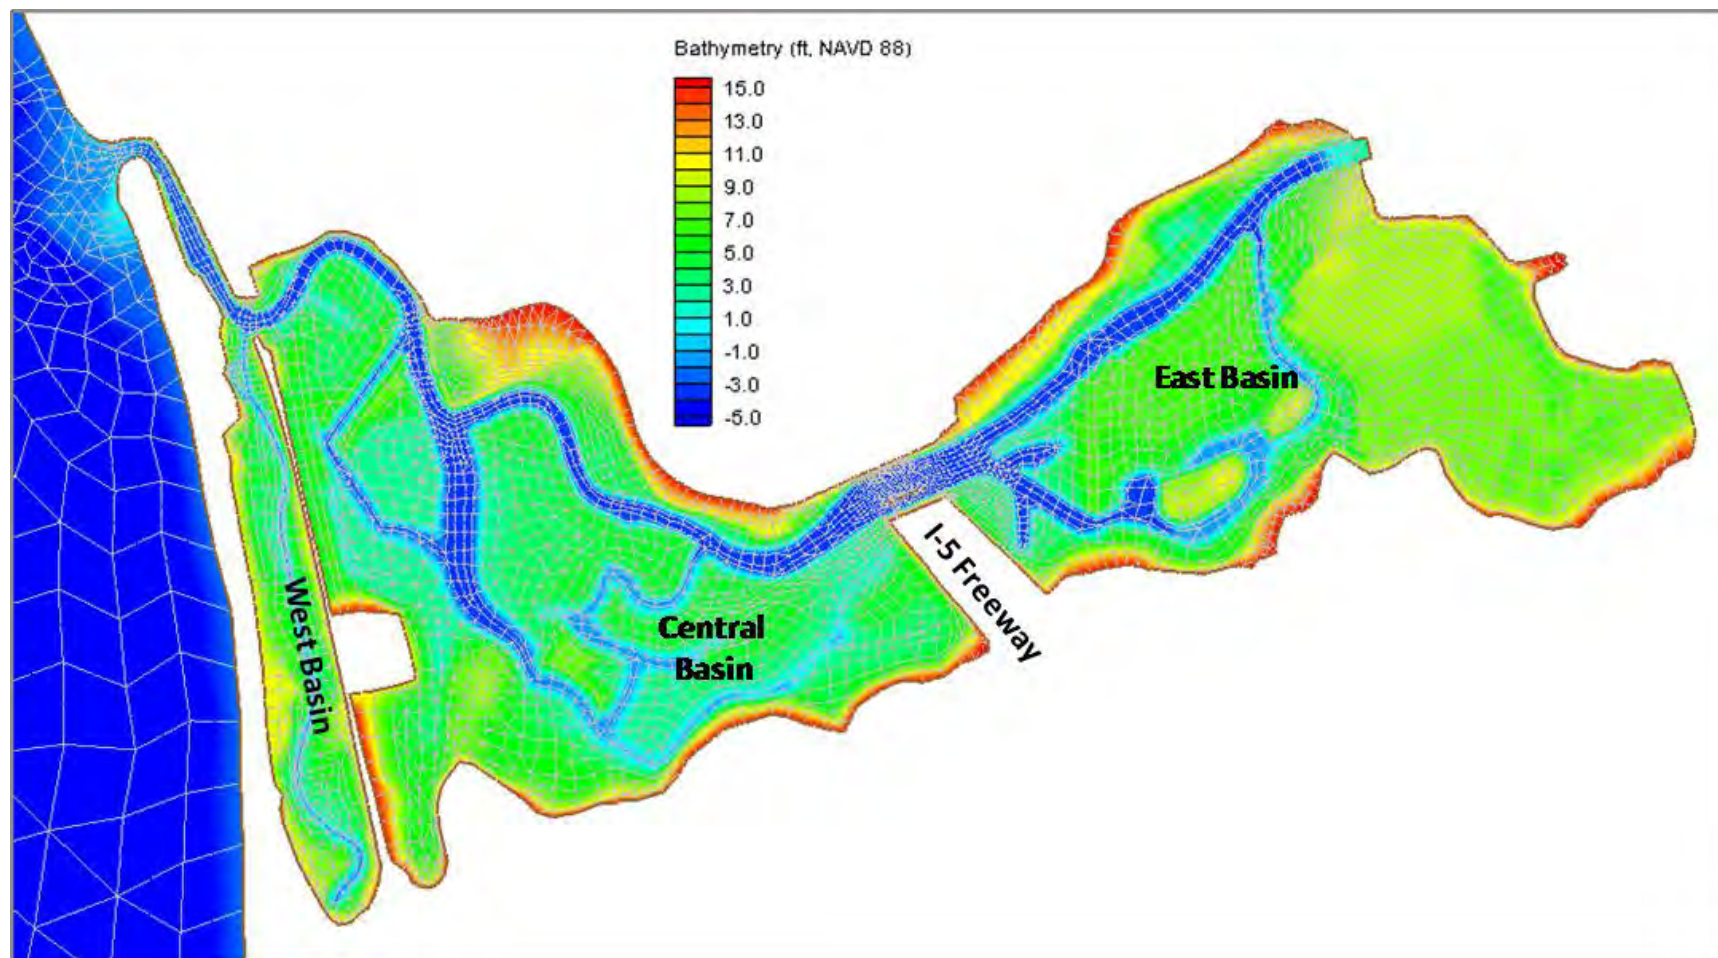 Bathymetry (ft, NAVD 88)
15.0
13.0
11.0
9.0
7.0
5.0
3.0
1.0
-1.0
-3.0
-5.0
East Basin
I-5 Freeway
Central
Basin
West Basin